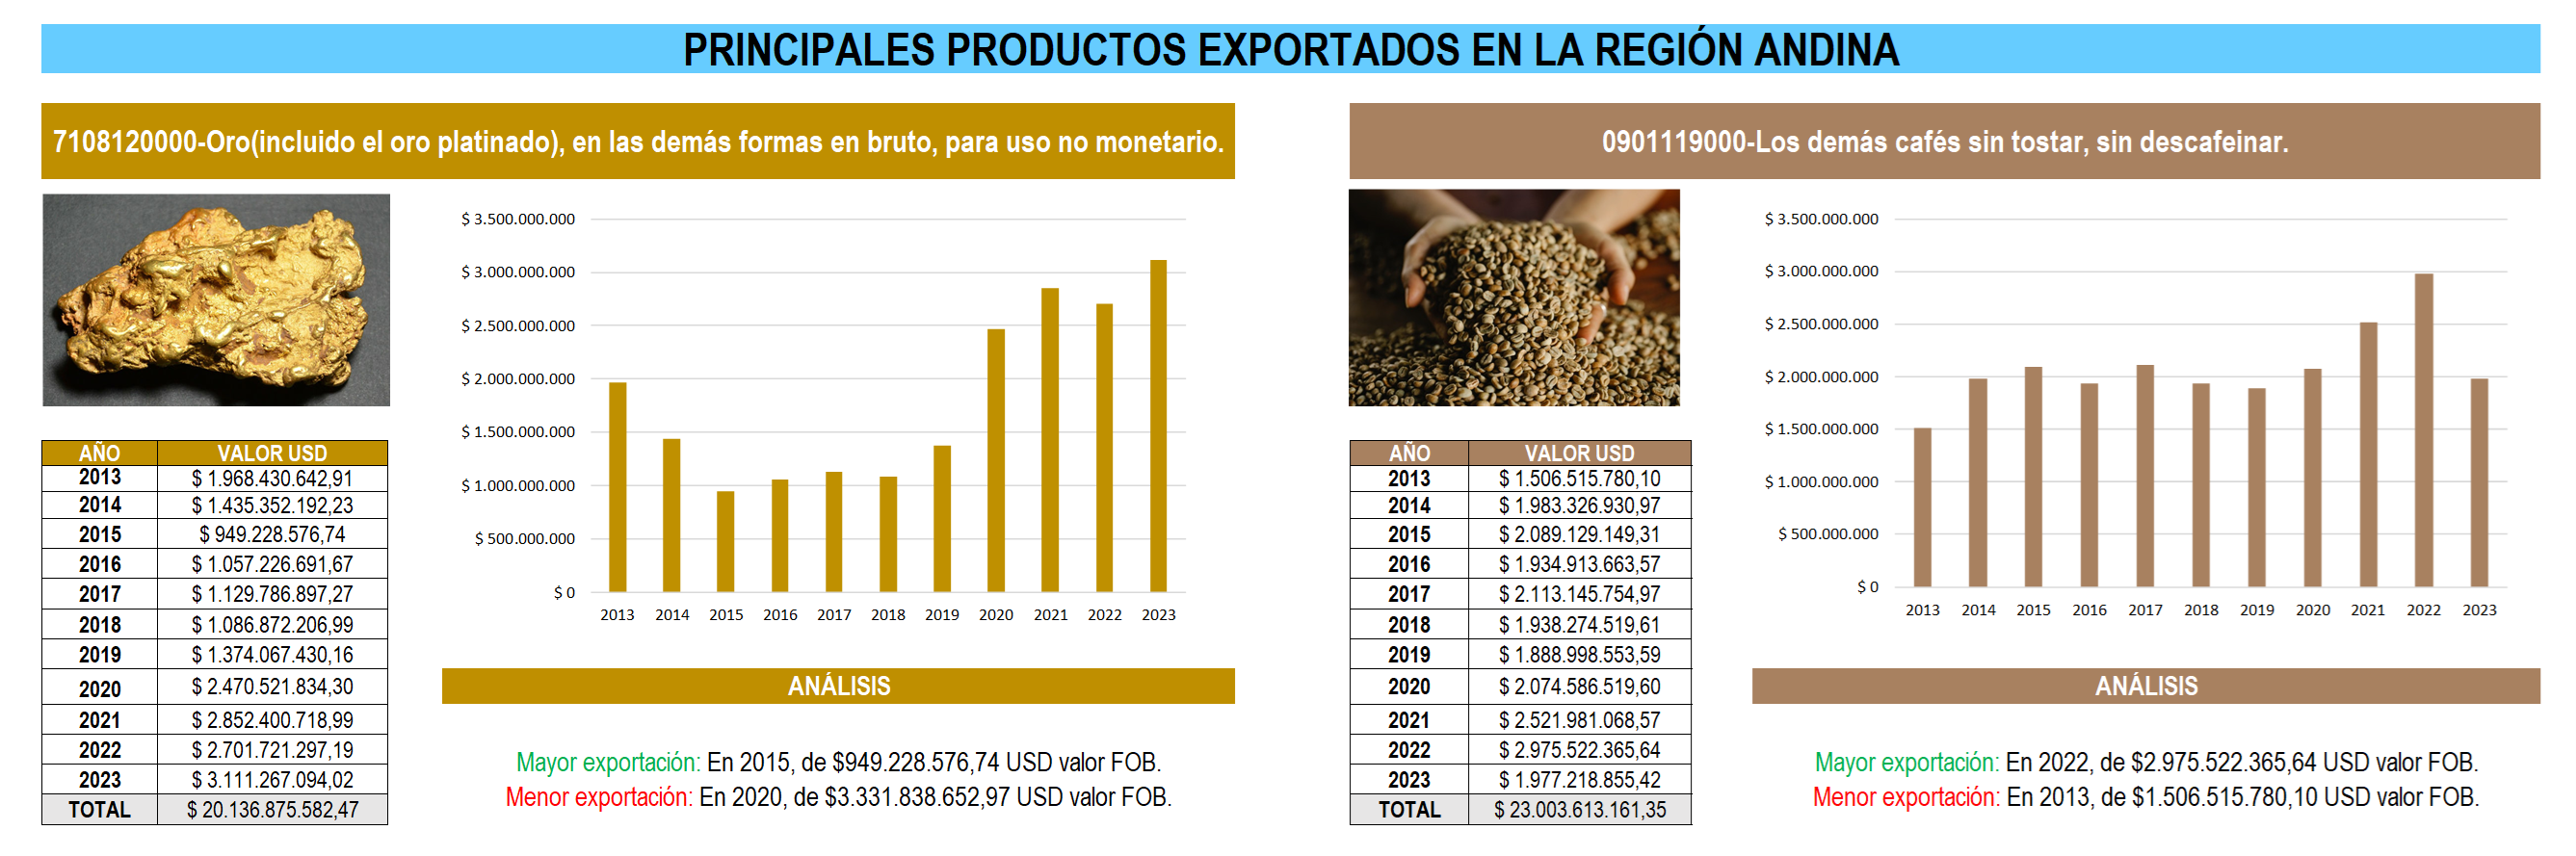 PRINCIPALES PRODUCTOS EXPORTADOS EN LA REGIÓN ANDINA
7108120000-Oro(incluido el oro platinado), en las demás formas en bruto, para uso no monetario.
$ 3.500.000.000
$ 3.000.000.000
$ 2.500.000.000
$ 2.000.000.000
$ 1.500.000.000
$ 1.000.000.000
$ 500.000.000
$ 0
2013 2014 2015 2016 2017 2018 2019 2020 2021 2022 2023
AÑO VALOR USD
2013 $ 1.968.430.642,91
2014 $ 1.435.352.192,23
2015 $ 949.228.576,74
2016 $ 1.057.226.691,67
2017 $ 1.129.786.897,27
2018 $ 1.086.872.206,99
2019 $ 1.374.067.430,16
2020 $ 2.470.521.834,30
2021 $ 2.852.400.718,99
2022 $ 2.701.721.297,19
2023 $ 3.111.267.094,02
TOTAL $ 20.136.875.582,47
ANÁLISIS
Mayor exportación: En 2015, de $949.228.576,74 USD valor FOB.
Menor exportación: En 2020, de $3.331.838.652,97 USD valor FOB.
0901119000-Los demás cafés sin tostar, sin descafeinar.
$ 3.500.000.000
$ 3.000.000.000
$ 2.500.000.000
$ 2.000.000.000
$ 1.500.000.000
$ 1.000.000.000
$ 500.000.000
$ 0
2013 2014 2015 2016 2017 2018 2019 2020 2021 2022 2023
AÑO VALOR USD
2013 $ 1.506.515.780,10
2014 $ 1.983.326.930,97
2015 $ 2.089.129.149,31
2016 $ 1.934.913.663,57
2017 $ 2.113.145.754,97
2018 $ 1.938.274.519,61
2019 $ 1.888.998.553,59
2020 $ 2.074.586.519,60
2021 $ 2.521.981.068,57
2022 $ 2.975.522.365,64
2023 $ 1.977.218.855,42
TOTAL $ 23.003.613.161,35
ANÁLISIS
Mayor exportación: En 2022, de $2.975.522.365,64 USD valor FOB.
Menor exportación: En 2013, de $1.506.515.780,10 USD valor FOB.